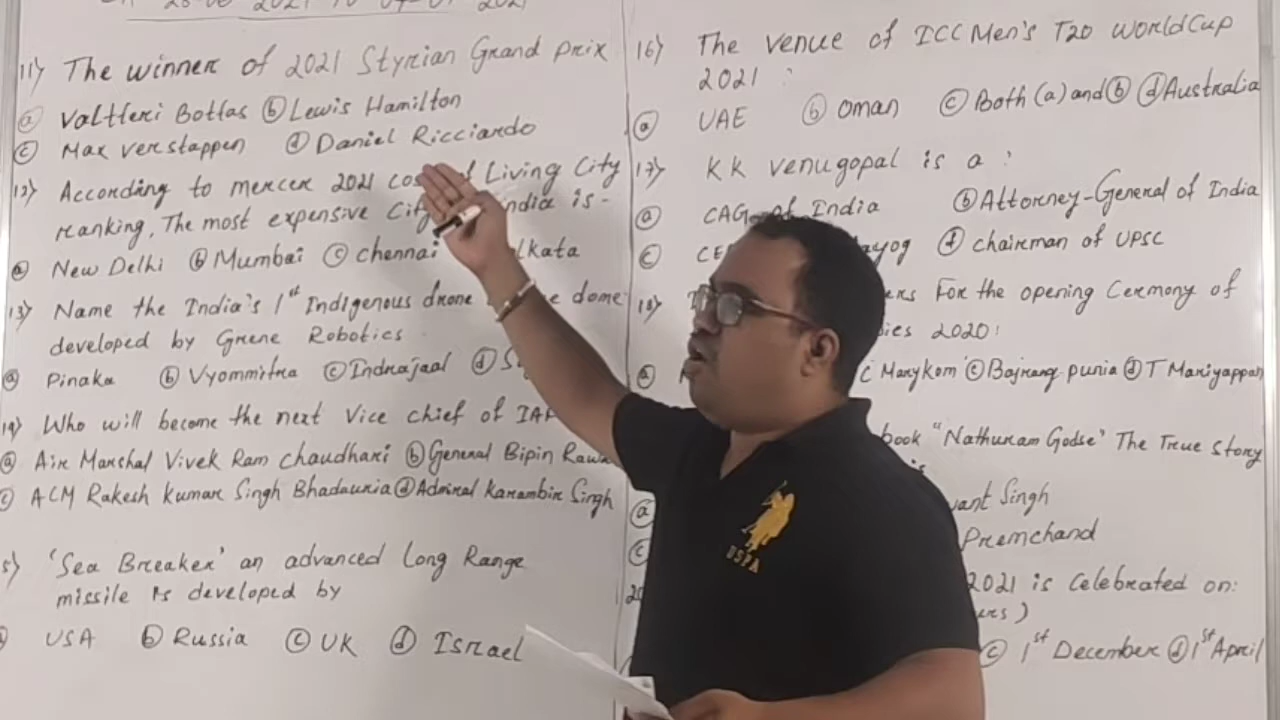 11) The winner of 2021 Styrian Grand prix
a Valtteri Bottas b Lewis Hamilton
c Max verstappen d Daniel Ricciardo
12) According to mercer 2021 Living City
ranking, The most expensive is -
a New Delhi b Mumbai c chennai
13) Name the India's 1st Indigenous drone dome
developed by Grene Robotics
a Pinaka b Vyommitra c Indrajaal d
14) Who will become the next Vice chief of IAF
a Air Marshal Vivek Ram chaudhari b General Bipin
c ACM Rakesh kumar Singh Bhadauria d Admiral Karambir Singh
5) 'Sea Breaker' an advanced Long Range
missile is developed by
USA b Russia c UK d Israel
16) The venue of ICC Men's T20 WorldCup
2021 :
a UAE b Oman c Both (a) and b d Australia
17) KK venugopal is a :
a CAG of India b Attorney-General of India
c d chairman of UPSC
18) For the opening Cermony of
2020:
a Marykom c Bajrang punia d T Mariyappan
book "Nathuram Godse' The True Story
a Singh
c Premchand
2021 is Celebrated on:
c 1st December d 1st April
USPA